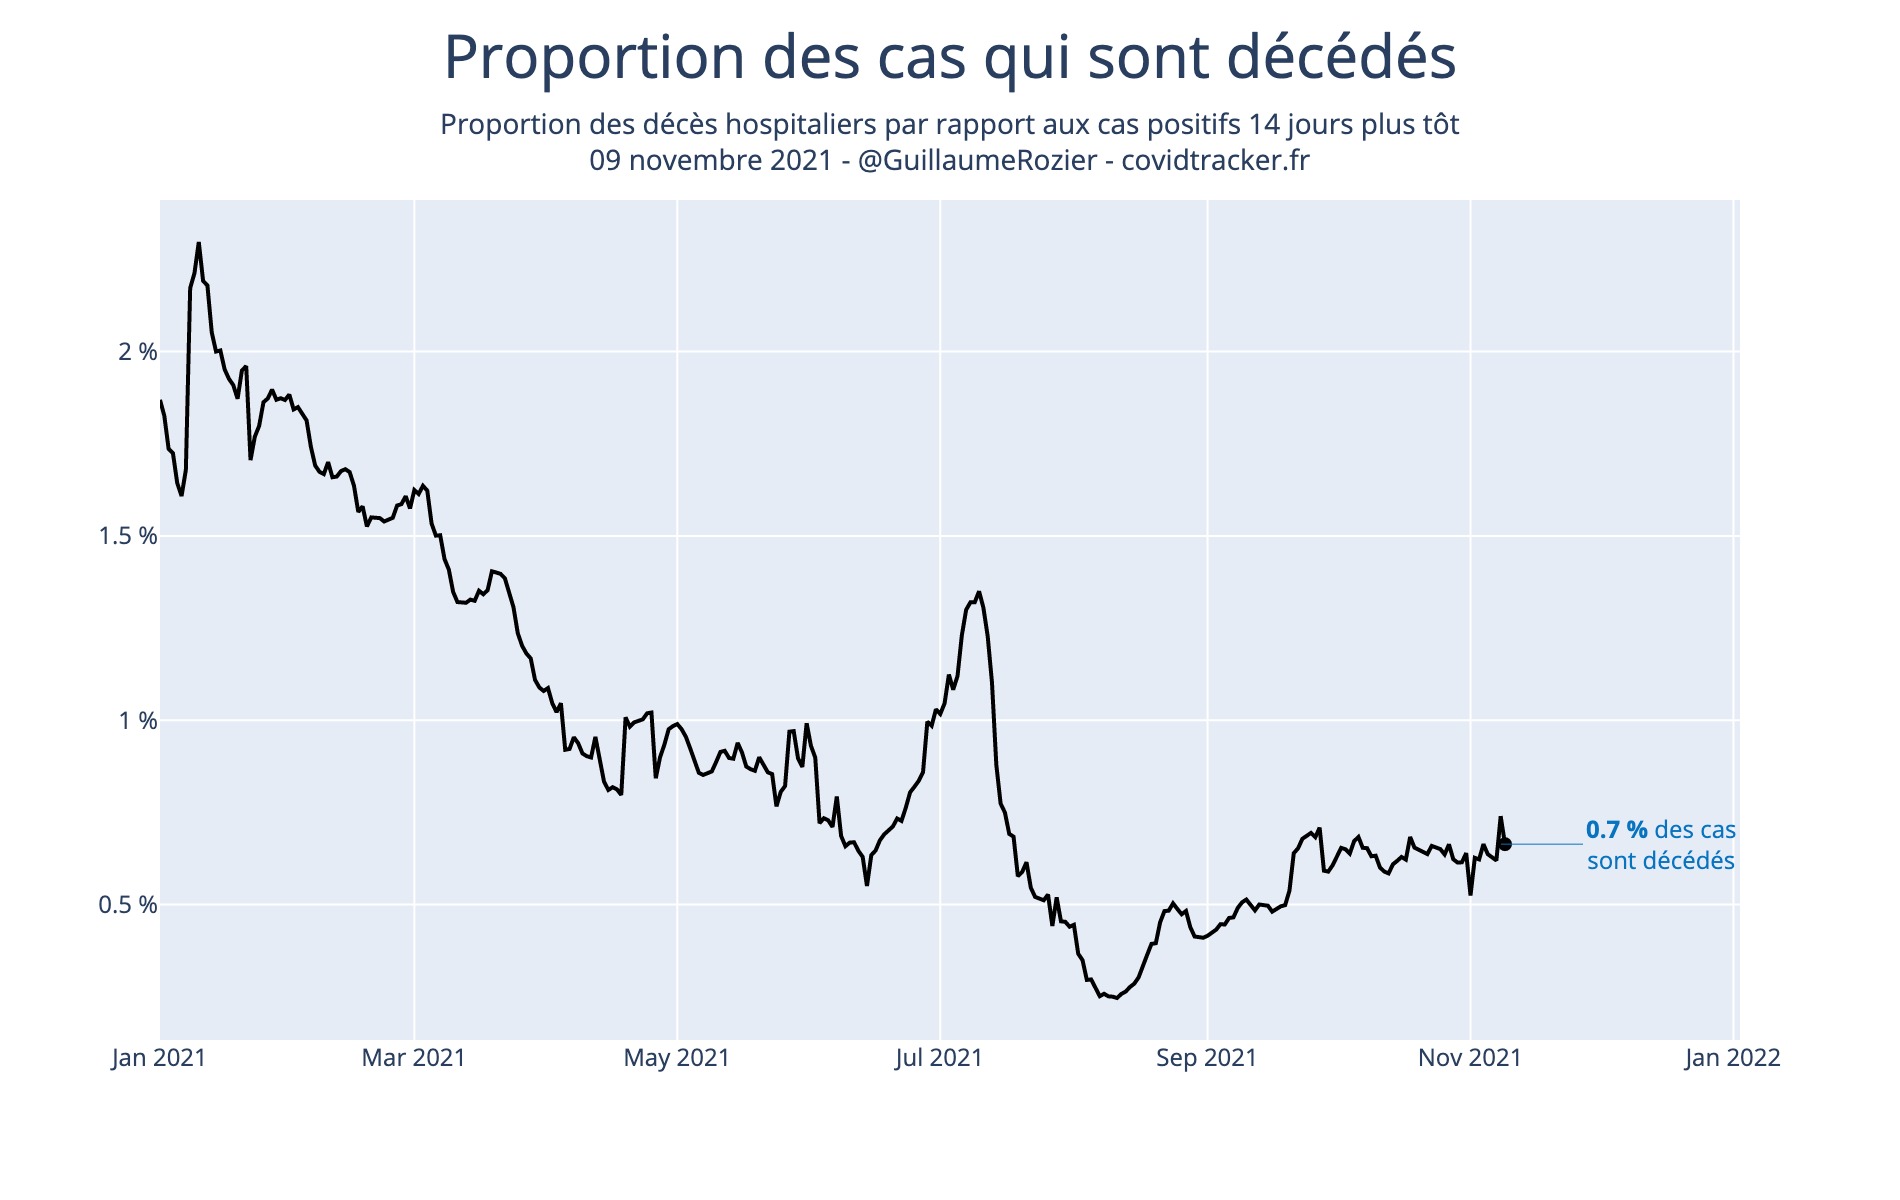 Proportion des cas qui sont décédés
Proportion des décès hospitaliers par rapport aux cas positifs 14 jours plus tôt
09 novembre 2021 - @GuillaumeRozier - covidtracker.fr
2 %
1.5 %
1 %
0.5 %
0.7 % des cas
sont décédés
Jan 2021
Mar 2021
May 2021
Jul 2021
Sep 2021
Nov 2021
Jan 2022